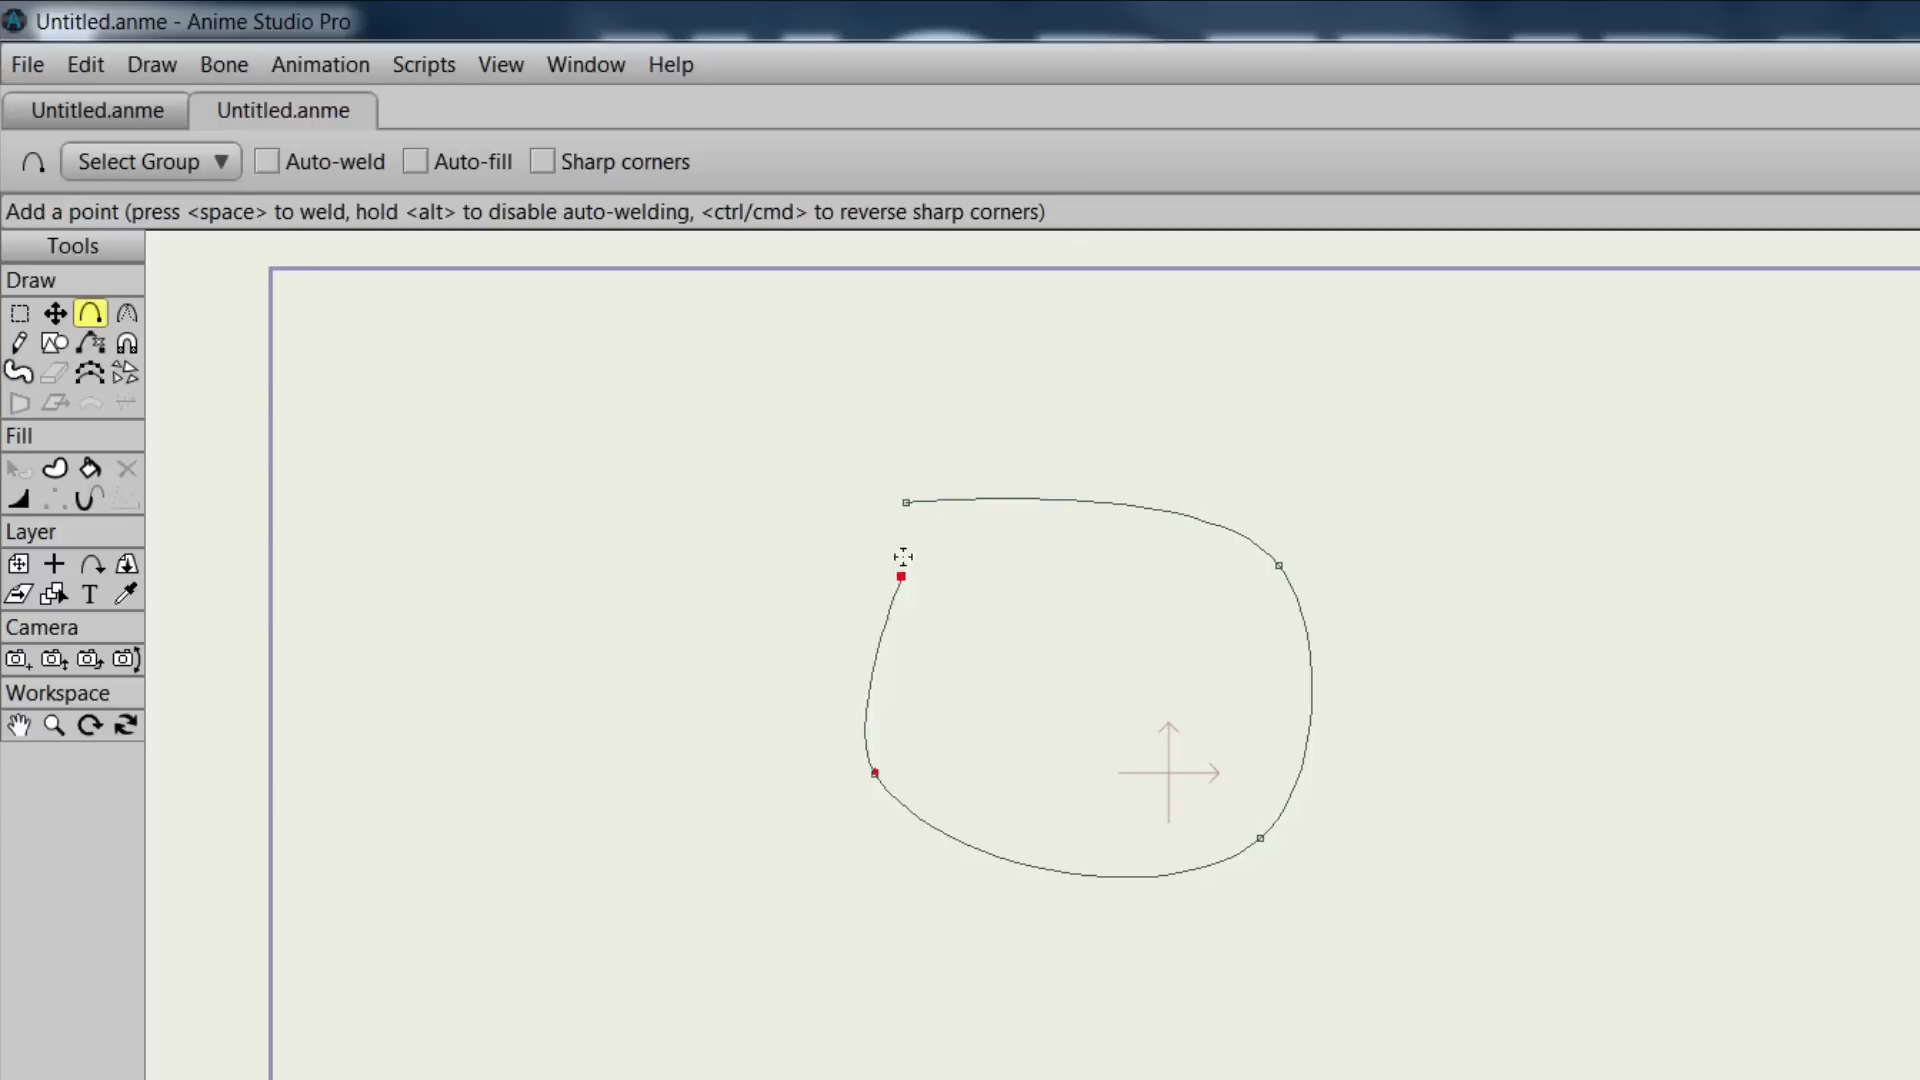 Untitled.anme - Anime Studio Pro
File Edit Draw Bone Animation Scripts View Window Help
Untitled.anme Untitled.anme
Select Group Auto-weld Auto-fill Sharp corners
Add a point (press <space> to weld, hold <alt> to disable auto-welding, <ctrl/cmd> to reverse sharp corners)
Tools
Draw
Fill
Layer
T
Camera
Workspace